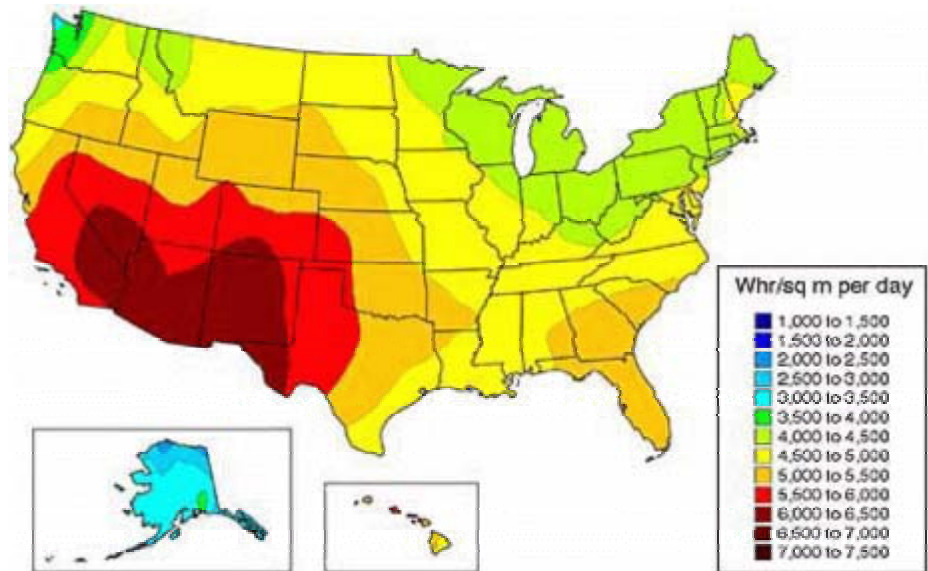 Whr/sq m per day
1,000 to 1,500
1,500 to 2,000
2,000 to 2,500
2,500 to 3,000
3,000 to 3,500
3,500 to 4,000
4,000 to 4,500
4,500 to 5,000
5,000 to 5,500
5,500 to 6,000
6,000 to 6,500
6,500 to 7,000
7,000 to 7,500